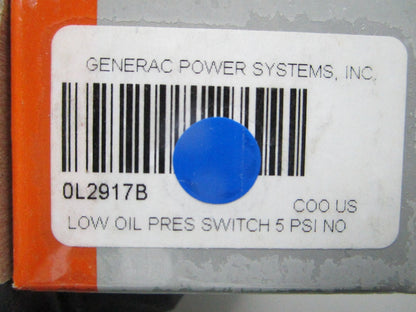 GENERAC POWER SYSTEMS, INC.
0L2917B
COO US
LOW OIL PRES SWITCH 5 PSI NO